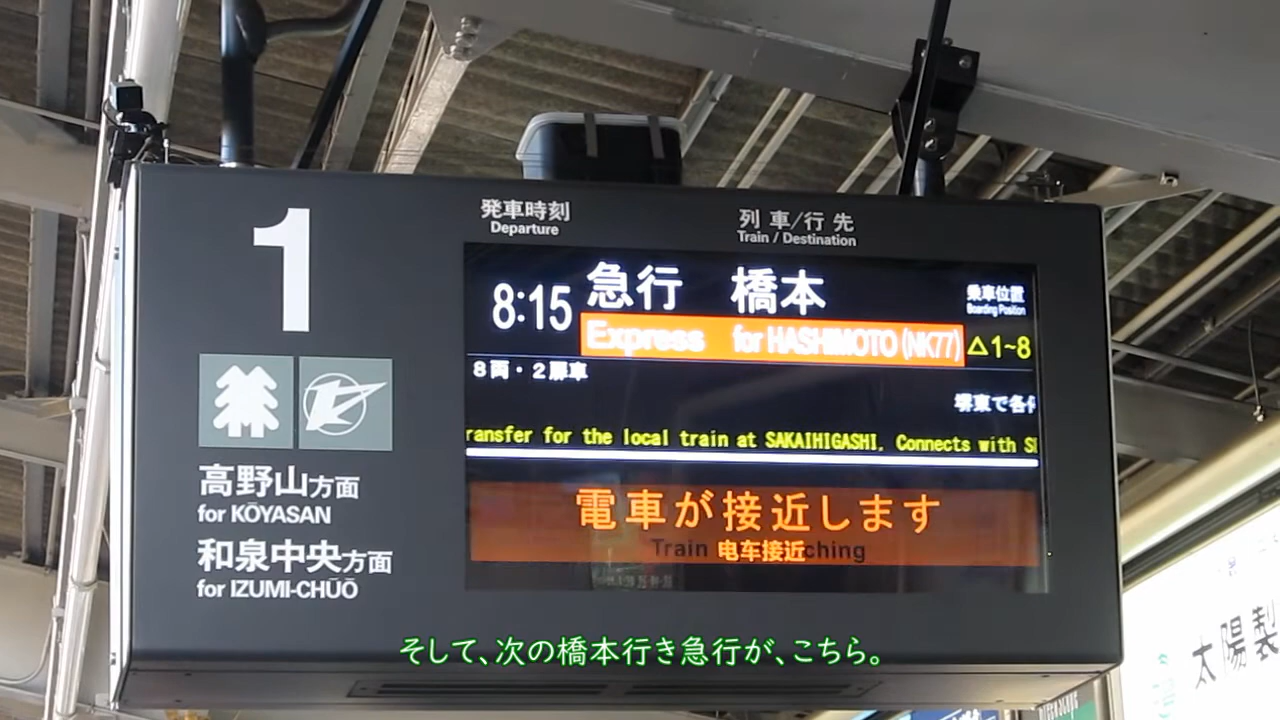 1
発車時刻
Departure
列車/行先
Train / Destination
8:15
急行 橋本
Express for HASHIMOTO (NK77)
乗車位置
Boarding Position
△1~8
8両・2扉車
堺東で各停
ransfer for the local train at SAKAIHIGASHI, Connects with
高野山方面
for KŌYASAN
和泉中央方面
for IZUMI-CHŪŌ
電車が接近します
Train ching
电车接近
そして、次の橋本行き急行が、こちら。
太陽製